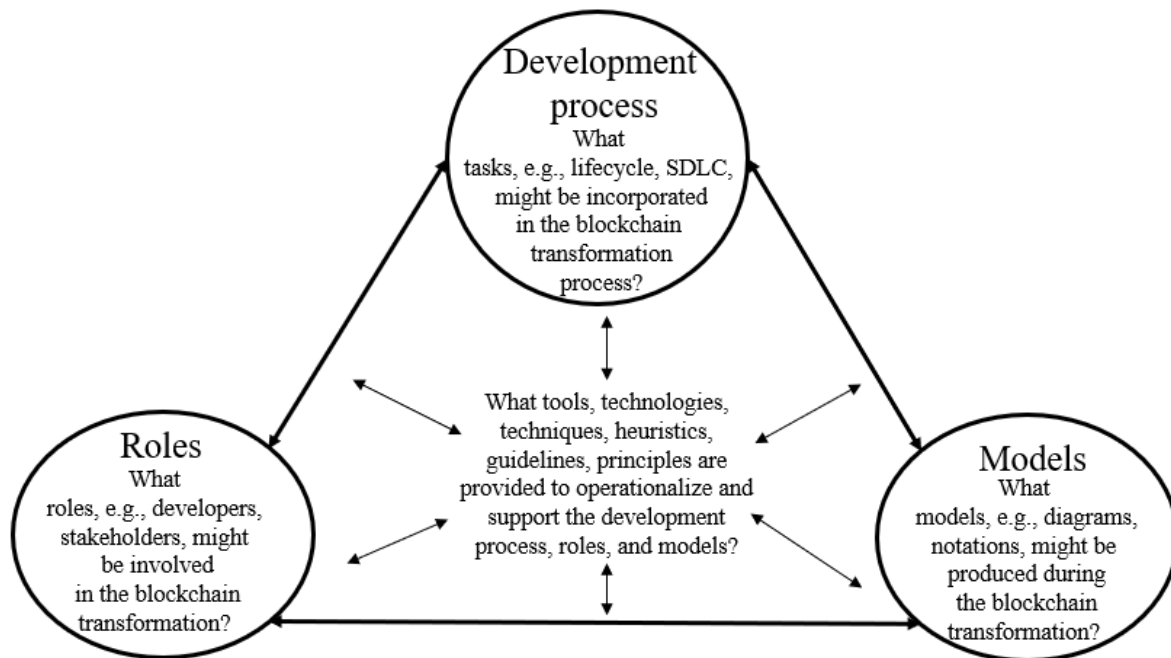 Development
process
What
tasks, e.g., lifecycle, SDLC,
might be incorporated
in the blockchain
transformation
process?
What tools, technologies,
techniques, heuristics,
guidelines, principles are
provided to operationalize and
support the development
process, roles, and models?
Roles
What
roles, e.g., developers,
stakeholders, might
be involved
in the blockchain
transformation?
Models
What
models, e.g., diagrams,
notations, might be
produced during
the blockchain
transformation?